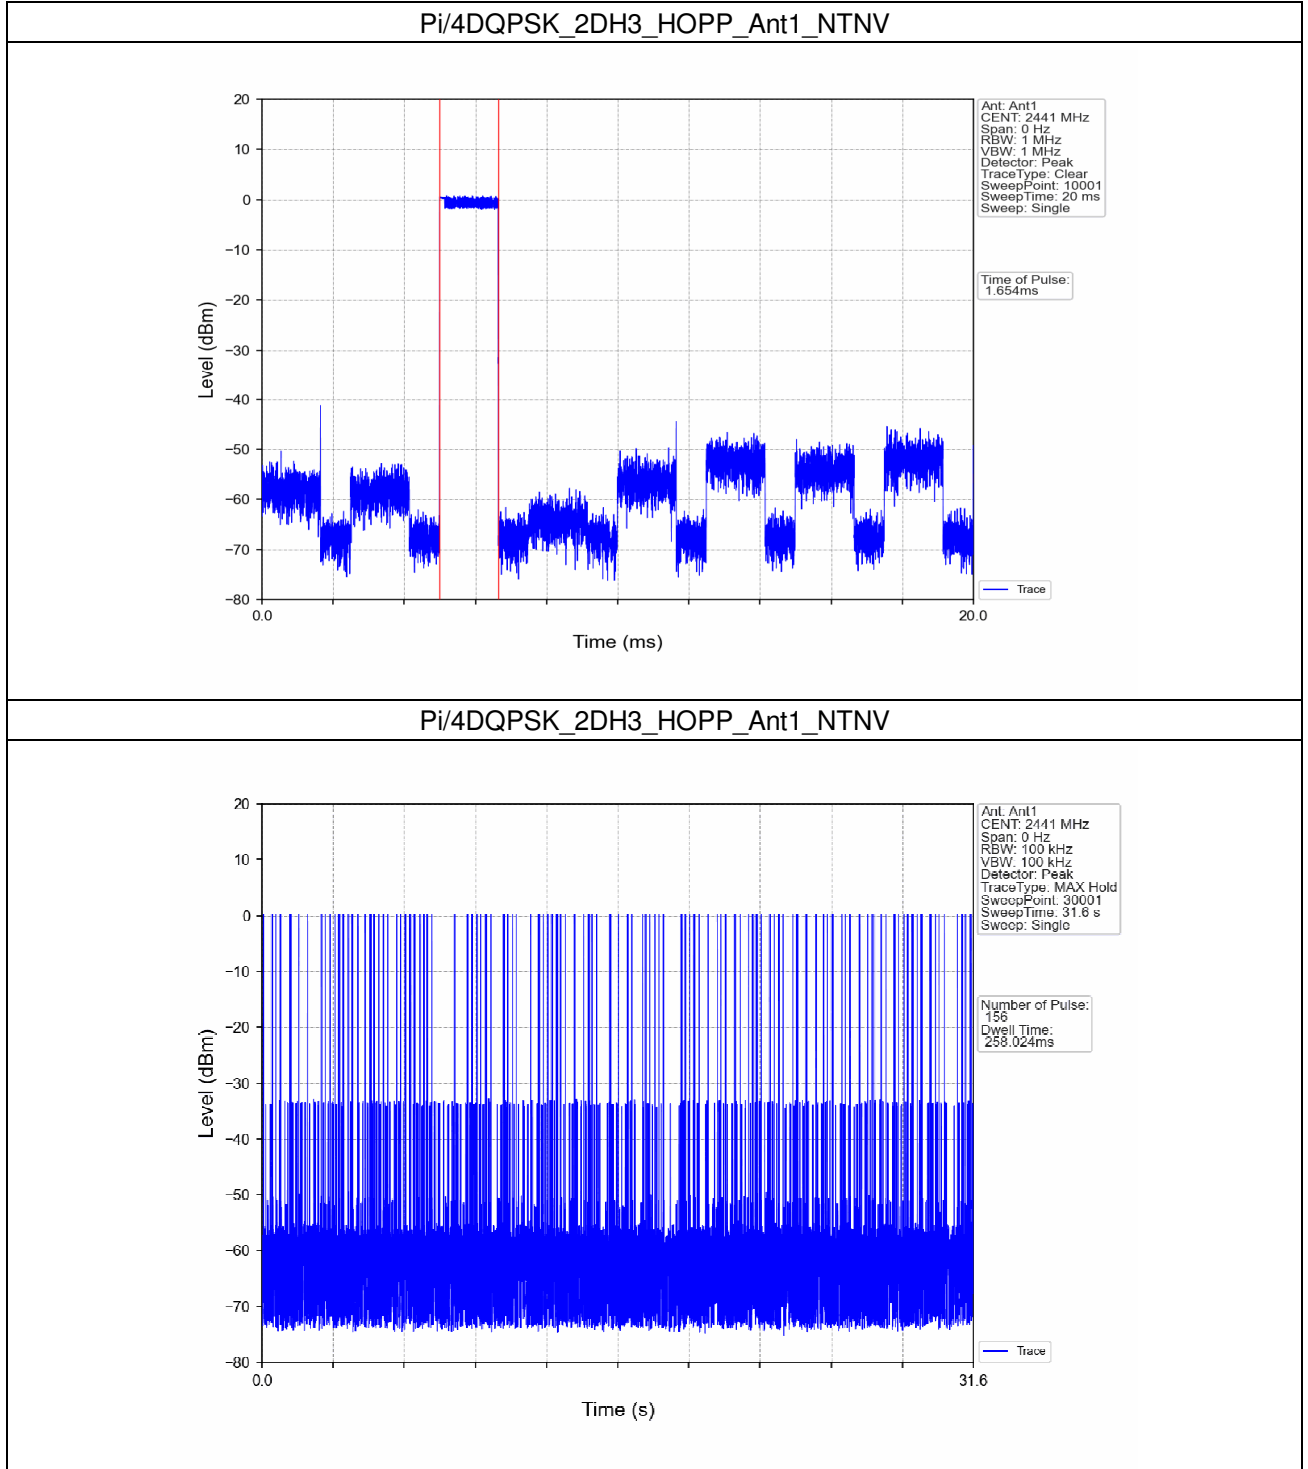 Pi/4DQPSK_2DH3_HOPP_Ant1_NTNV
20
10
0
−10
−20
−30
−40
−50
−60
−70
−80
Level (dBm)
0.0
20.0
Time (ms)
Ant: Ant1
CENT: 2441 MHz
Span: 0 Hz
RBW: 1 MHz
VBW: 1 MHz
Detector: Peak
TraceType: Clear
SweepPoint: 10001
SweepTime: 20 ms
Sweep: Single
Time of Pulse:
1.654ms
Trace
Pi/4DQPSK_2DH3_HOPP_Ant1_NTNV
20
10
0
−10
−20
−30
−40
−50
−60
−70
−80
Level (dBm)
0.0
31.6
Time (s)
Ant: Ant1
CENT: 2441 MHz
Span: 0 Hz
RBW: 100 kHz
VBW: 100 kHz
Detector: Peak
TraceType: MAX Hold
SweepPoint: 30001
SweepTime: 31.6 s
Sweep: Single
Number of Pulse:
156
Dwell Time:
258.024ms
Trace